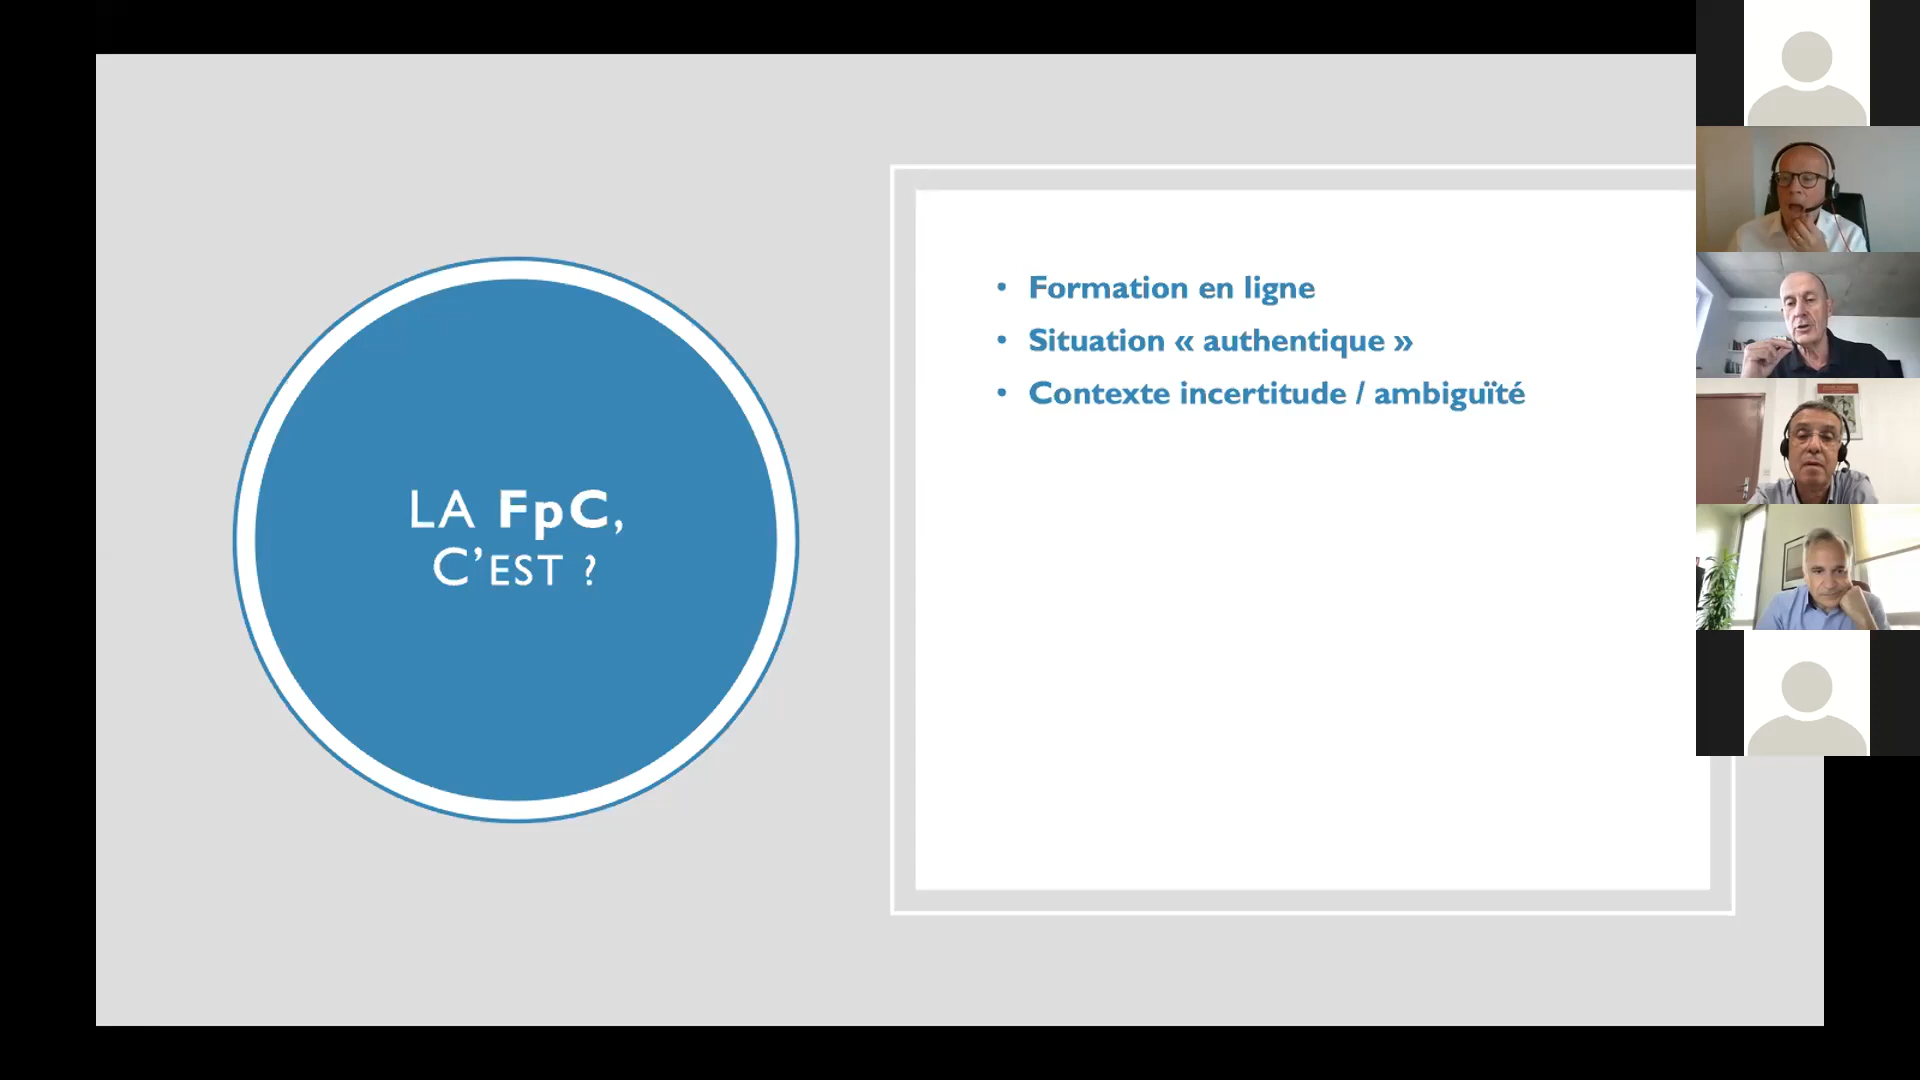 LA FpC,
C’EST ?
• Formation en ligne
• Situation « authentique »
• Contexte incertitude / ambiguïté